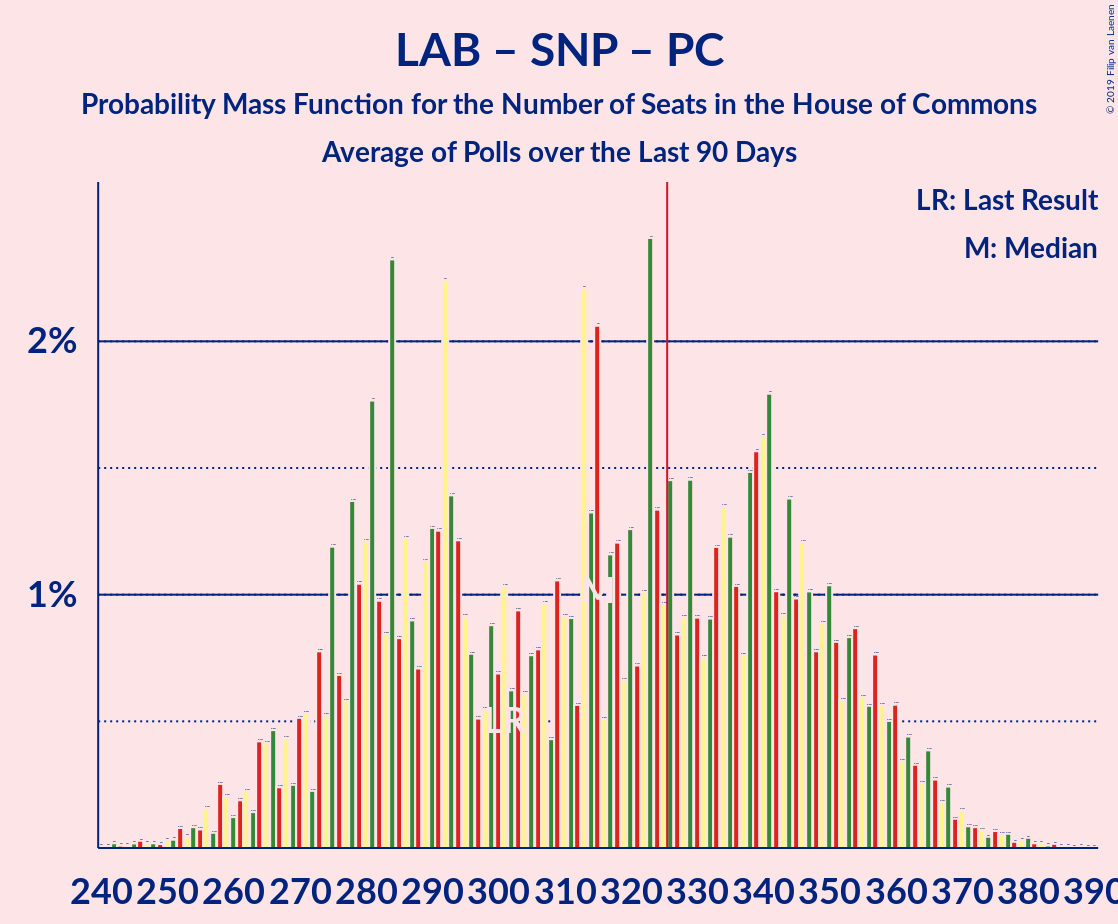 LAB – SNP – PC
Probability Mass Function for the Number of Seats in the House of Commons
Average of Polls over the Last 90 Days
© 2019 Filip van Laenen
LR: Last Result
M: Median
2%
1%
M
LR
240 250 260 270 280 290 300 310 320 330 340 350 360 370 380 390